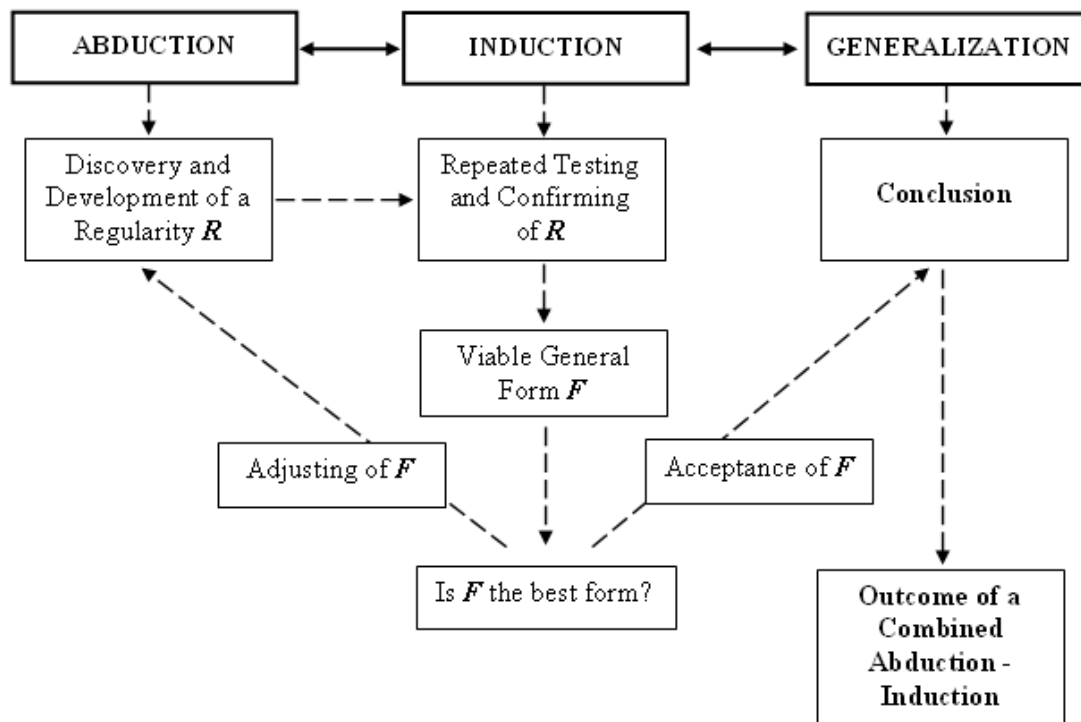 ABDUCTION
INDUCTION
GENERALIZATION
Discovery and
Development of a
Regularity R
Repeated Testing
and Confirming
of R
Conclusion
Viable General
Form F
Adjusting of F
Acceptance of F
Is F the best form?
Outcome of a
Combined
Abduction -
Induction